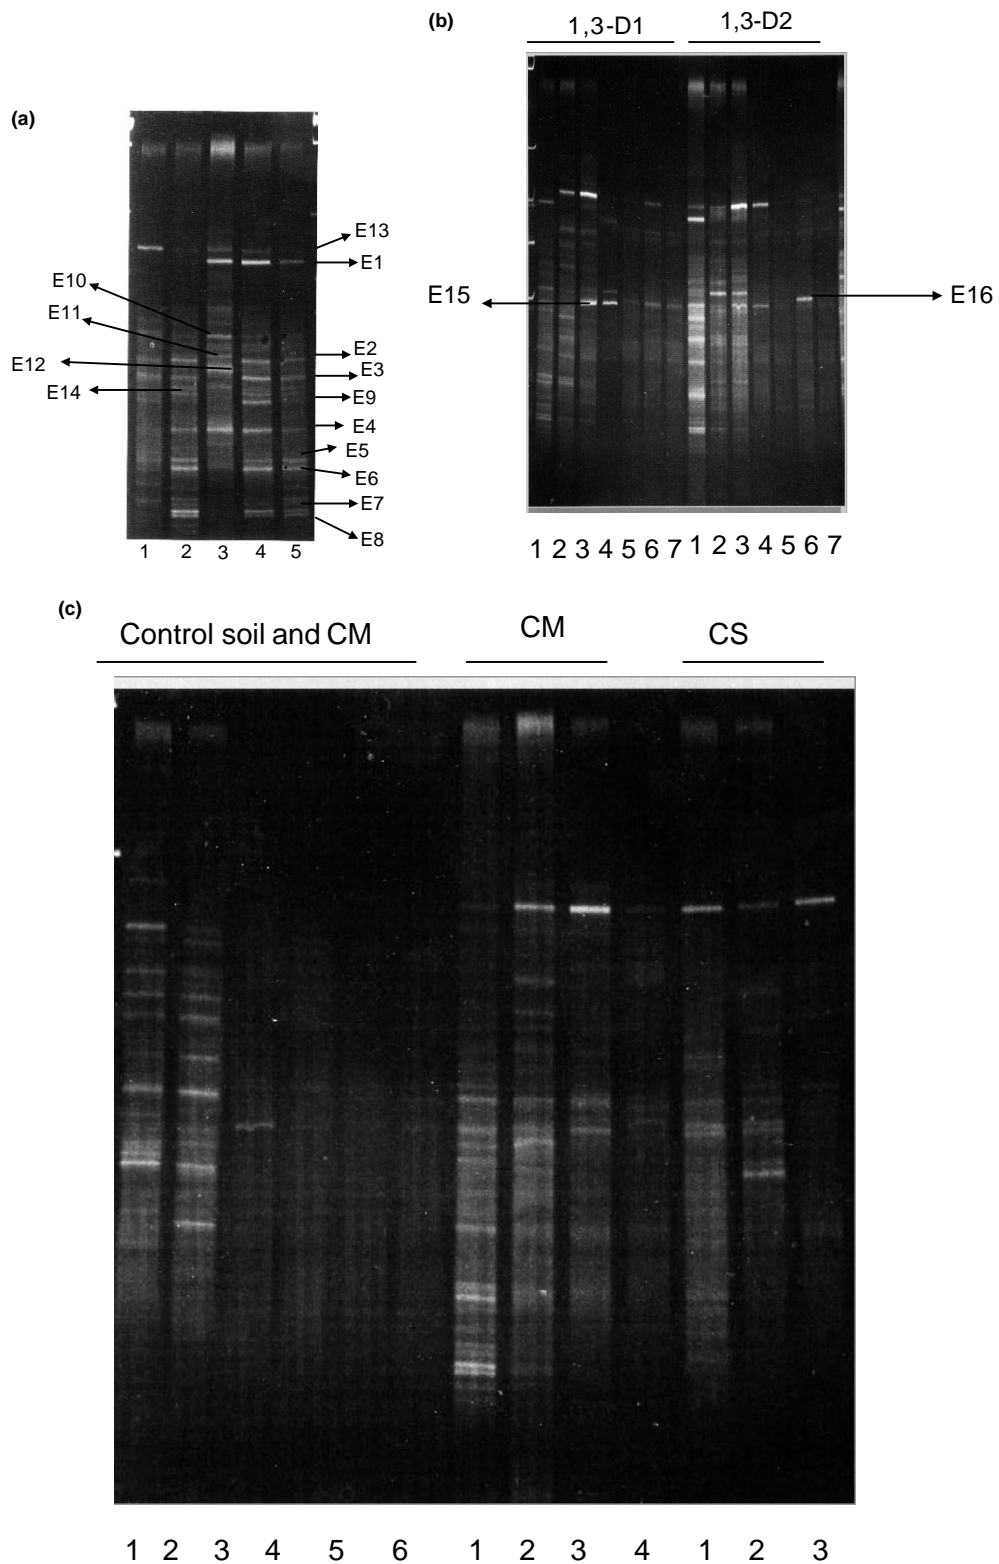 (a)
E13
E1
E10
E11
E12
E14
E2
E3
E9
E4
E5
E6
E7
E8
1 2 3 4 5
(b)
1,3-D1 1,3-D2
E15
E16
1 2 3 4 5 6 7 1 2 3 4 5 6 7
(c)
Control soil and CM CM CS
1 2 3 4 5 6 1 2 3 4 1 2 3